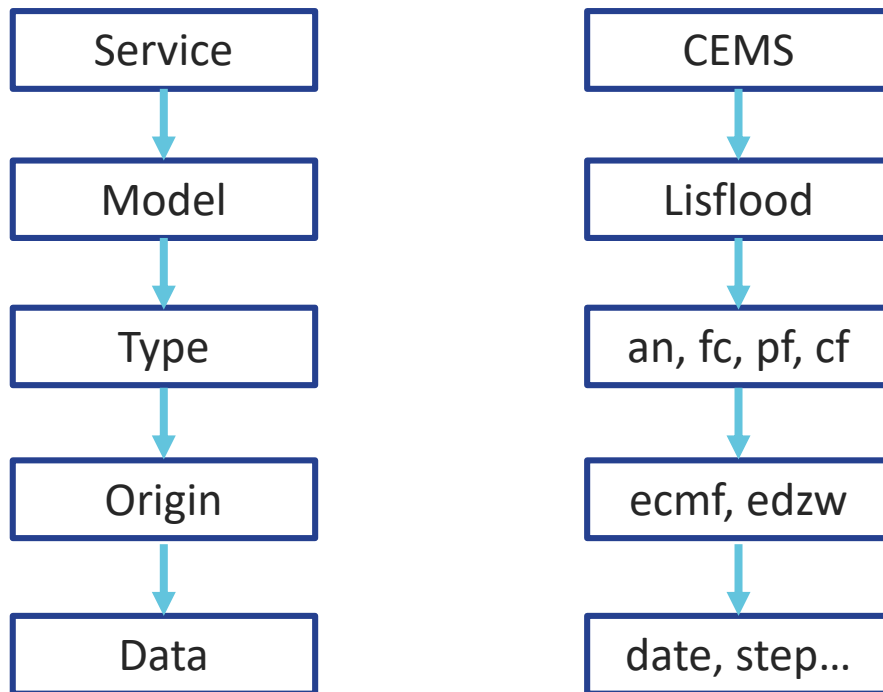 Service
CEMS
Model
Lisflood
Type
an, fc, pf, cf
Origin
ecmf, edzw
Data
date, step…